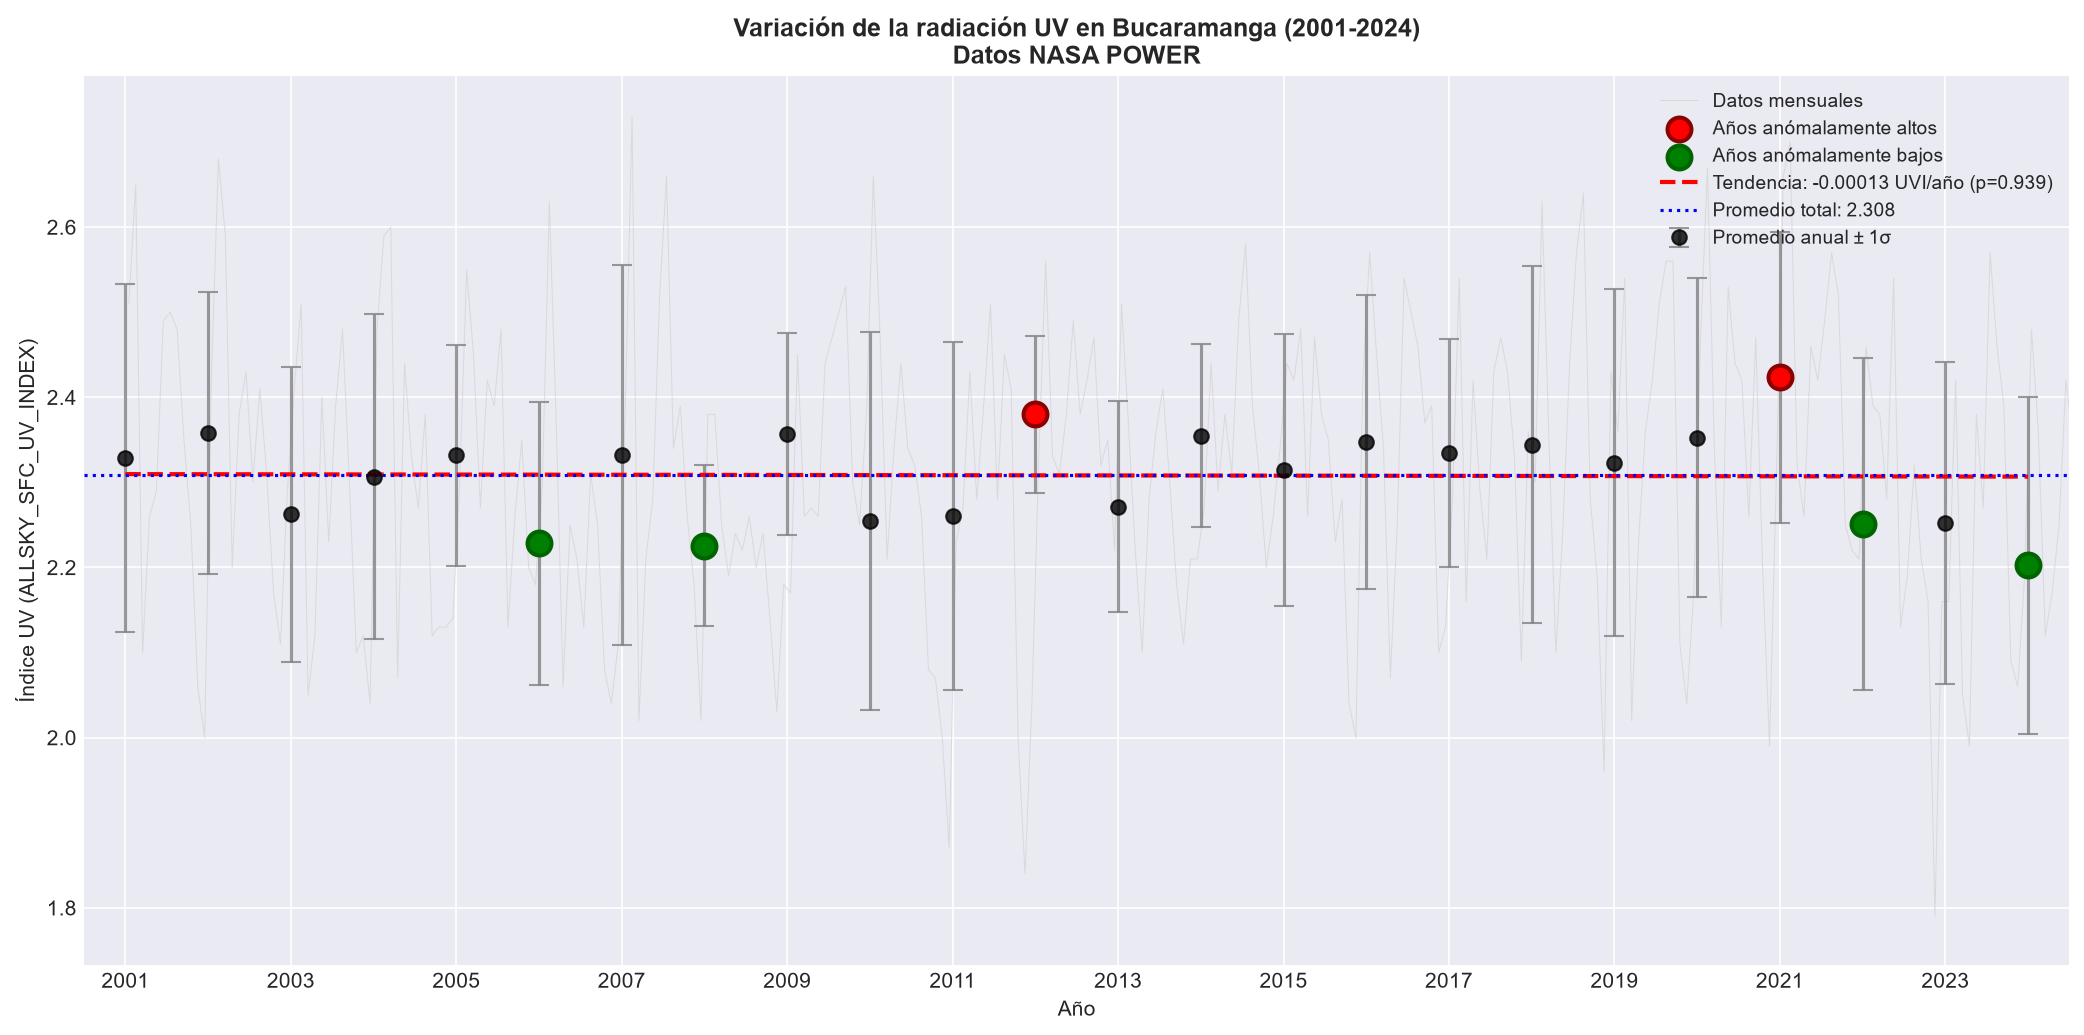 Variación de la radiación UV en Bucaramanga (2001-2024)
Datos NASA POWER
Datos mensuales
Años anómalamente altos
Años anómalamente bajos
Tendencia: -0.00013 UVI/año (p=0.939)
Promedio total: 2.308
Promedio anual ± 1σ
Índice UV (ALLSKY_SFC_UV_INDEX)
2.6
2.4
2.2
2.0
1.8
2001 2003 2005 2007 2009 2011 2013 2015 2017 2019 2021 2023
Año